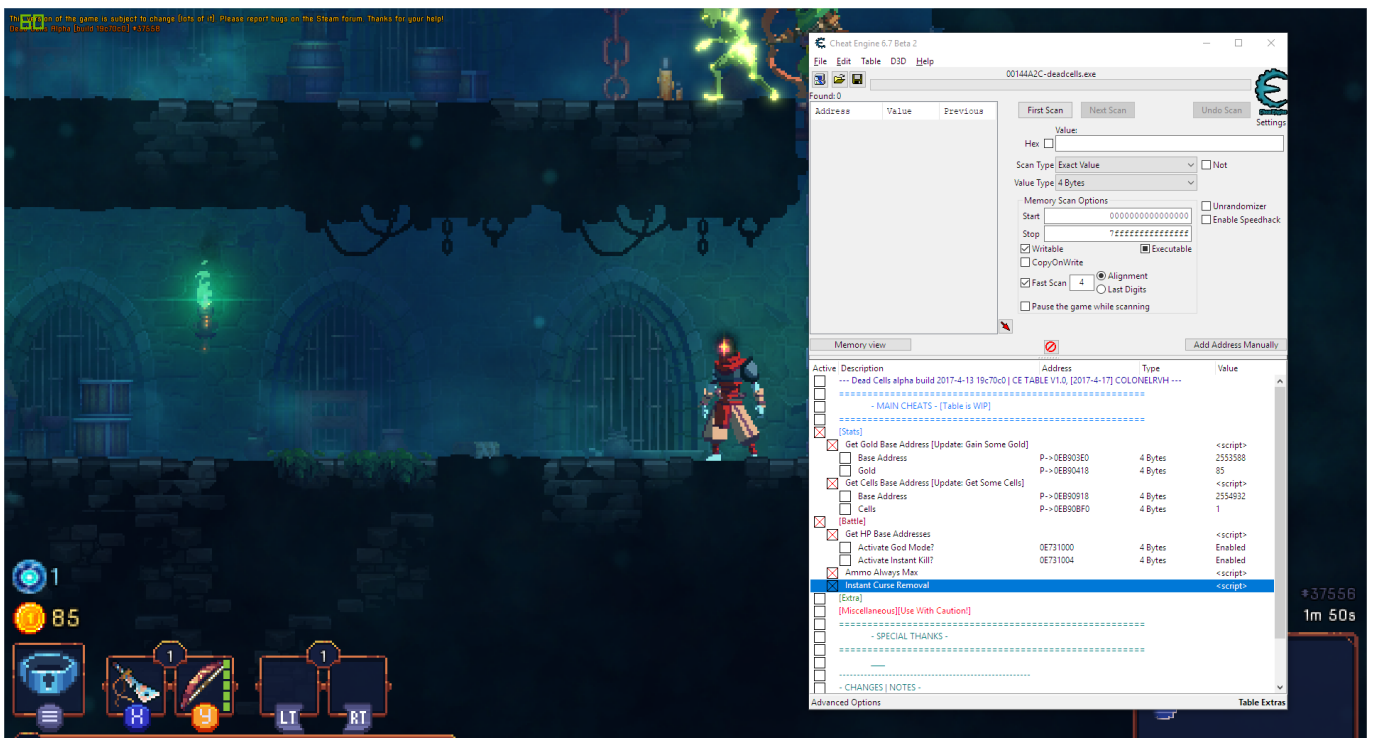 60
This version of the game is subject to change (lots of it). Please report bugs on the Steam forum. Thanks for your help!
Dead Cells Alpha (build 19c70c0) *37556
Cheat Engine 6.7 Beta 2
File Edit Table D3D Help
00144A2C-deadcells.exe
Found: 0
Address Value Previous
First Scan Next Scan Undo Scan
Settings
Value:
Hex
Scan Type Exact Value Not
Value Type 4 Bytes
Memory Scan Options
Start 0000000000000000
Unrandomizer
Stop 7fffffffffffffff
Enable Speedhack
Writable Executable
CopyOnWrite
Fast Scan 4 Alignment
Last Digits
Pause the game while scanning
Memory view Add Address Manually
Active Description Address Type Value
--- Dead Cells alpha build 2017-4-13 19c70c0 | CE TABLE V1.0, [2017-4-17] COLONELRVH ---
- MAIN CHEATS - [Table is WIP]
[Stats]
Get Gold Base Address [Update: Gain Some Gold] <script>
Base Address P->0EB903E0 4 Bytes 2553588
Gold P->0EB90418 4 Bytes 85
Get Cells Base Address [Update: Get Some Cells] <script>
Base Address P->0EB90918 4 Bytes 2554932
Cells P->0EB90BF0 4 Bytes 1
[Battle]
Get HP Base Addresses <script>
Activate God Mode? 0E731000 4 Bytes Enabled
Activate Instant Kill? 0E731004 4 Bytes Enabled
Ammo Always Max <script>
Instant Curse Removal <script>
[Extra]
[Miscellaneous][Use With Caution!]
- SPECIAL THANKS -
- CHANGES | NOTES -
Advanced Options Table Extras
*37556
1m 50s
1
85
1 1
X Y LT RT